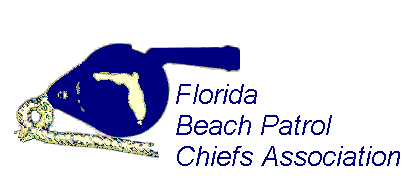 Florida
Beach Patrol
Chiefs Association